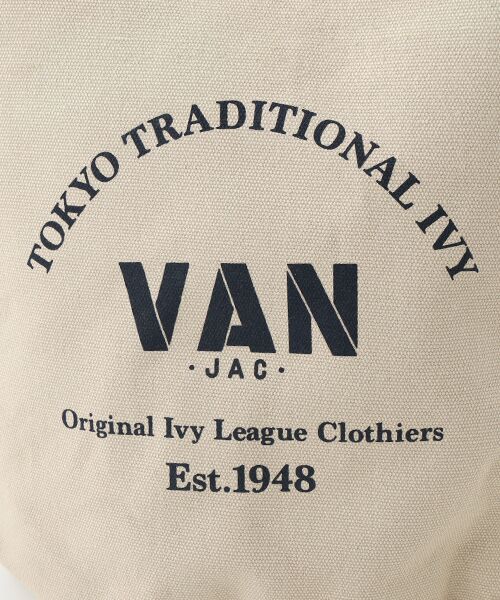 TOKYO TRADITIONAL IVY
VAN
·JAC·
Original Ivy League Clothiers
Est.1948